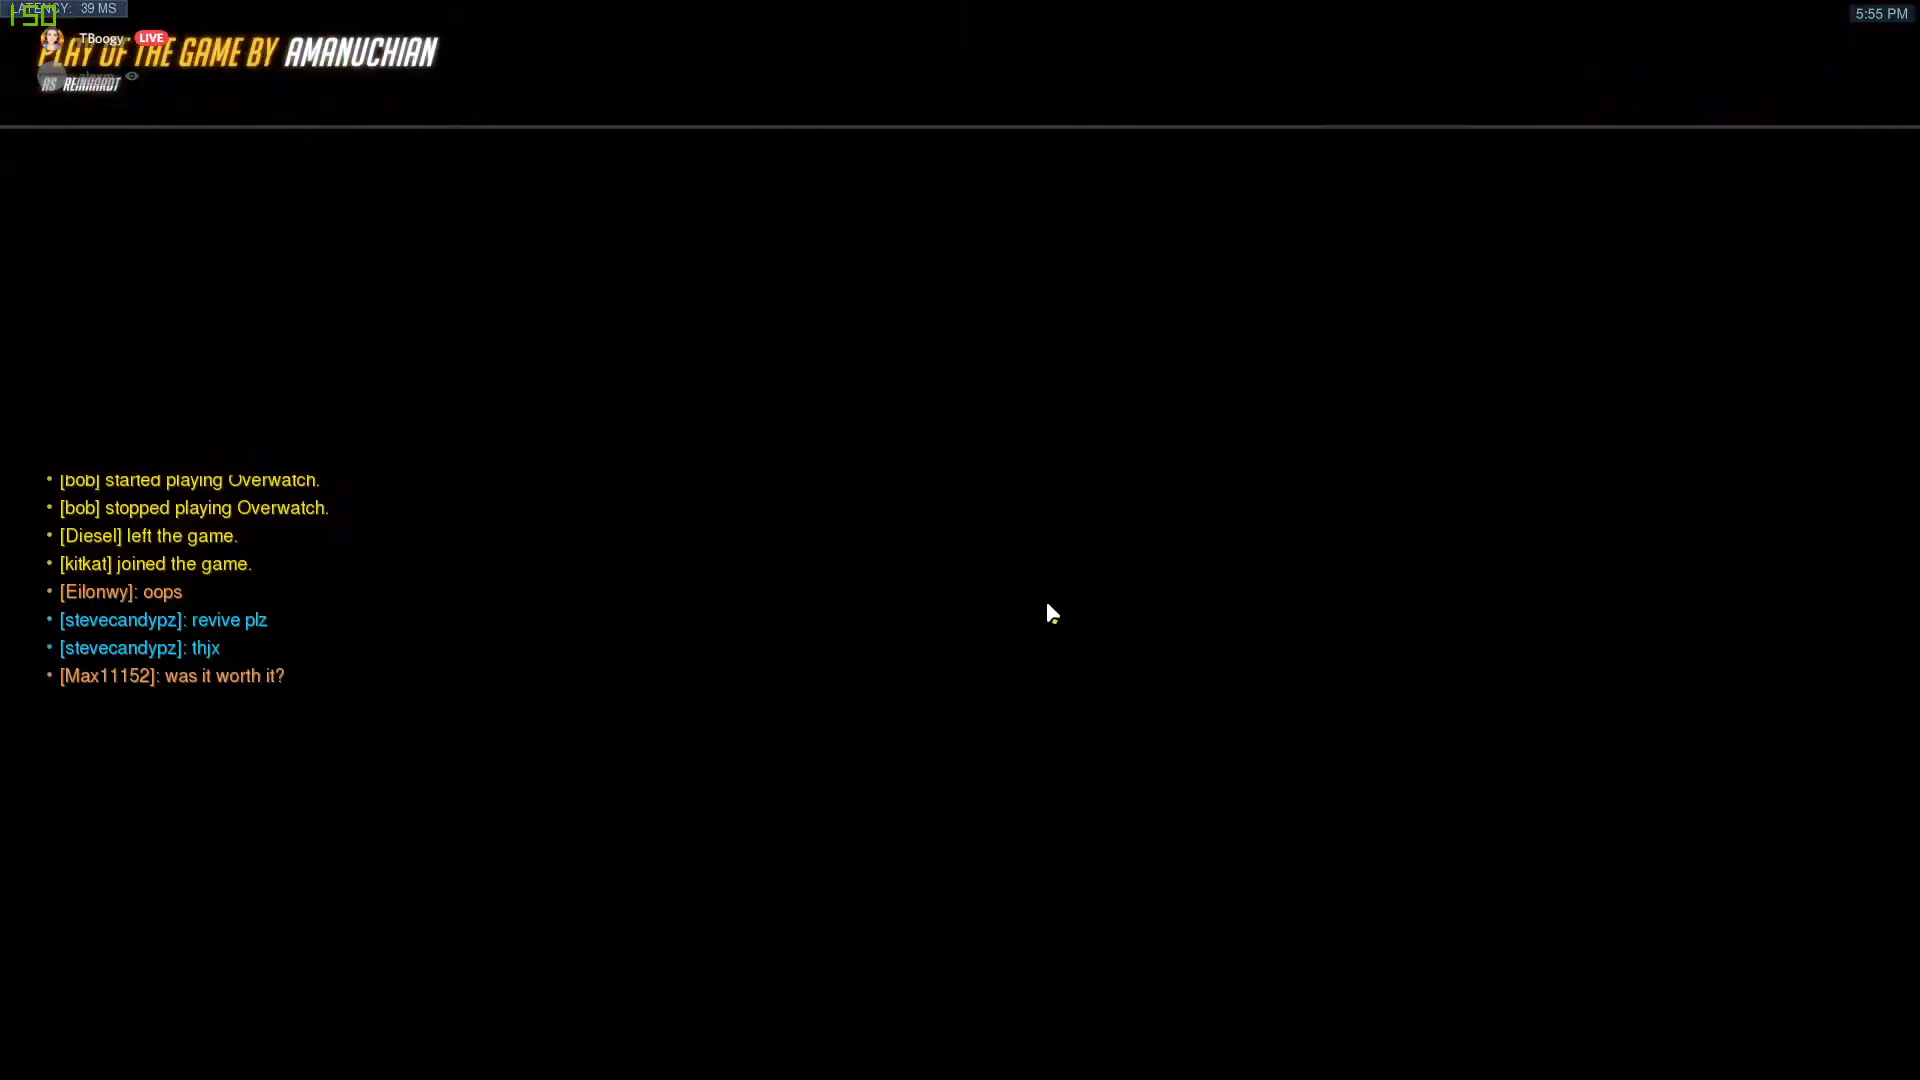 LATENCY: 39 MS
150
5:55 PM
TBoogy LIVE
PLAY OF THE GAME BY AMANUCHIAN
AS REINHARDT
• [bob] started playing Overwatch.
• [bob] stopped playing Overwatch.
• [Diesel] left the game.
• [kitkat] joined the game.
• [Eilonwy]: oops
• [stevecandypz]: revive plz
• [stevecandypz]: thjx
• [Max11152]: was it worth it?